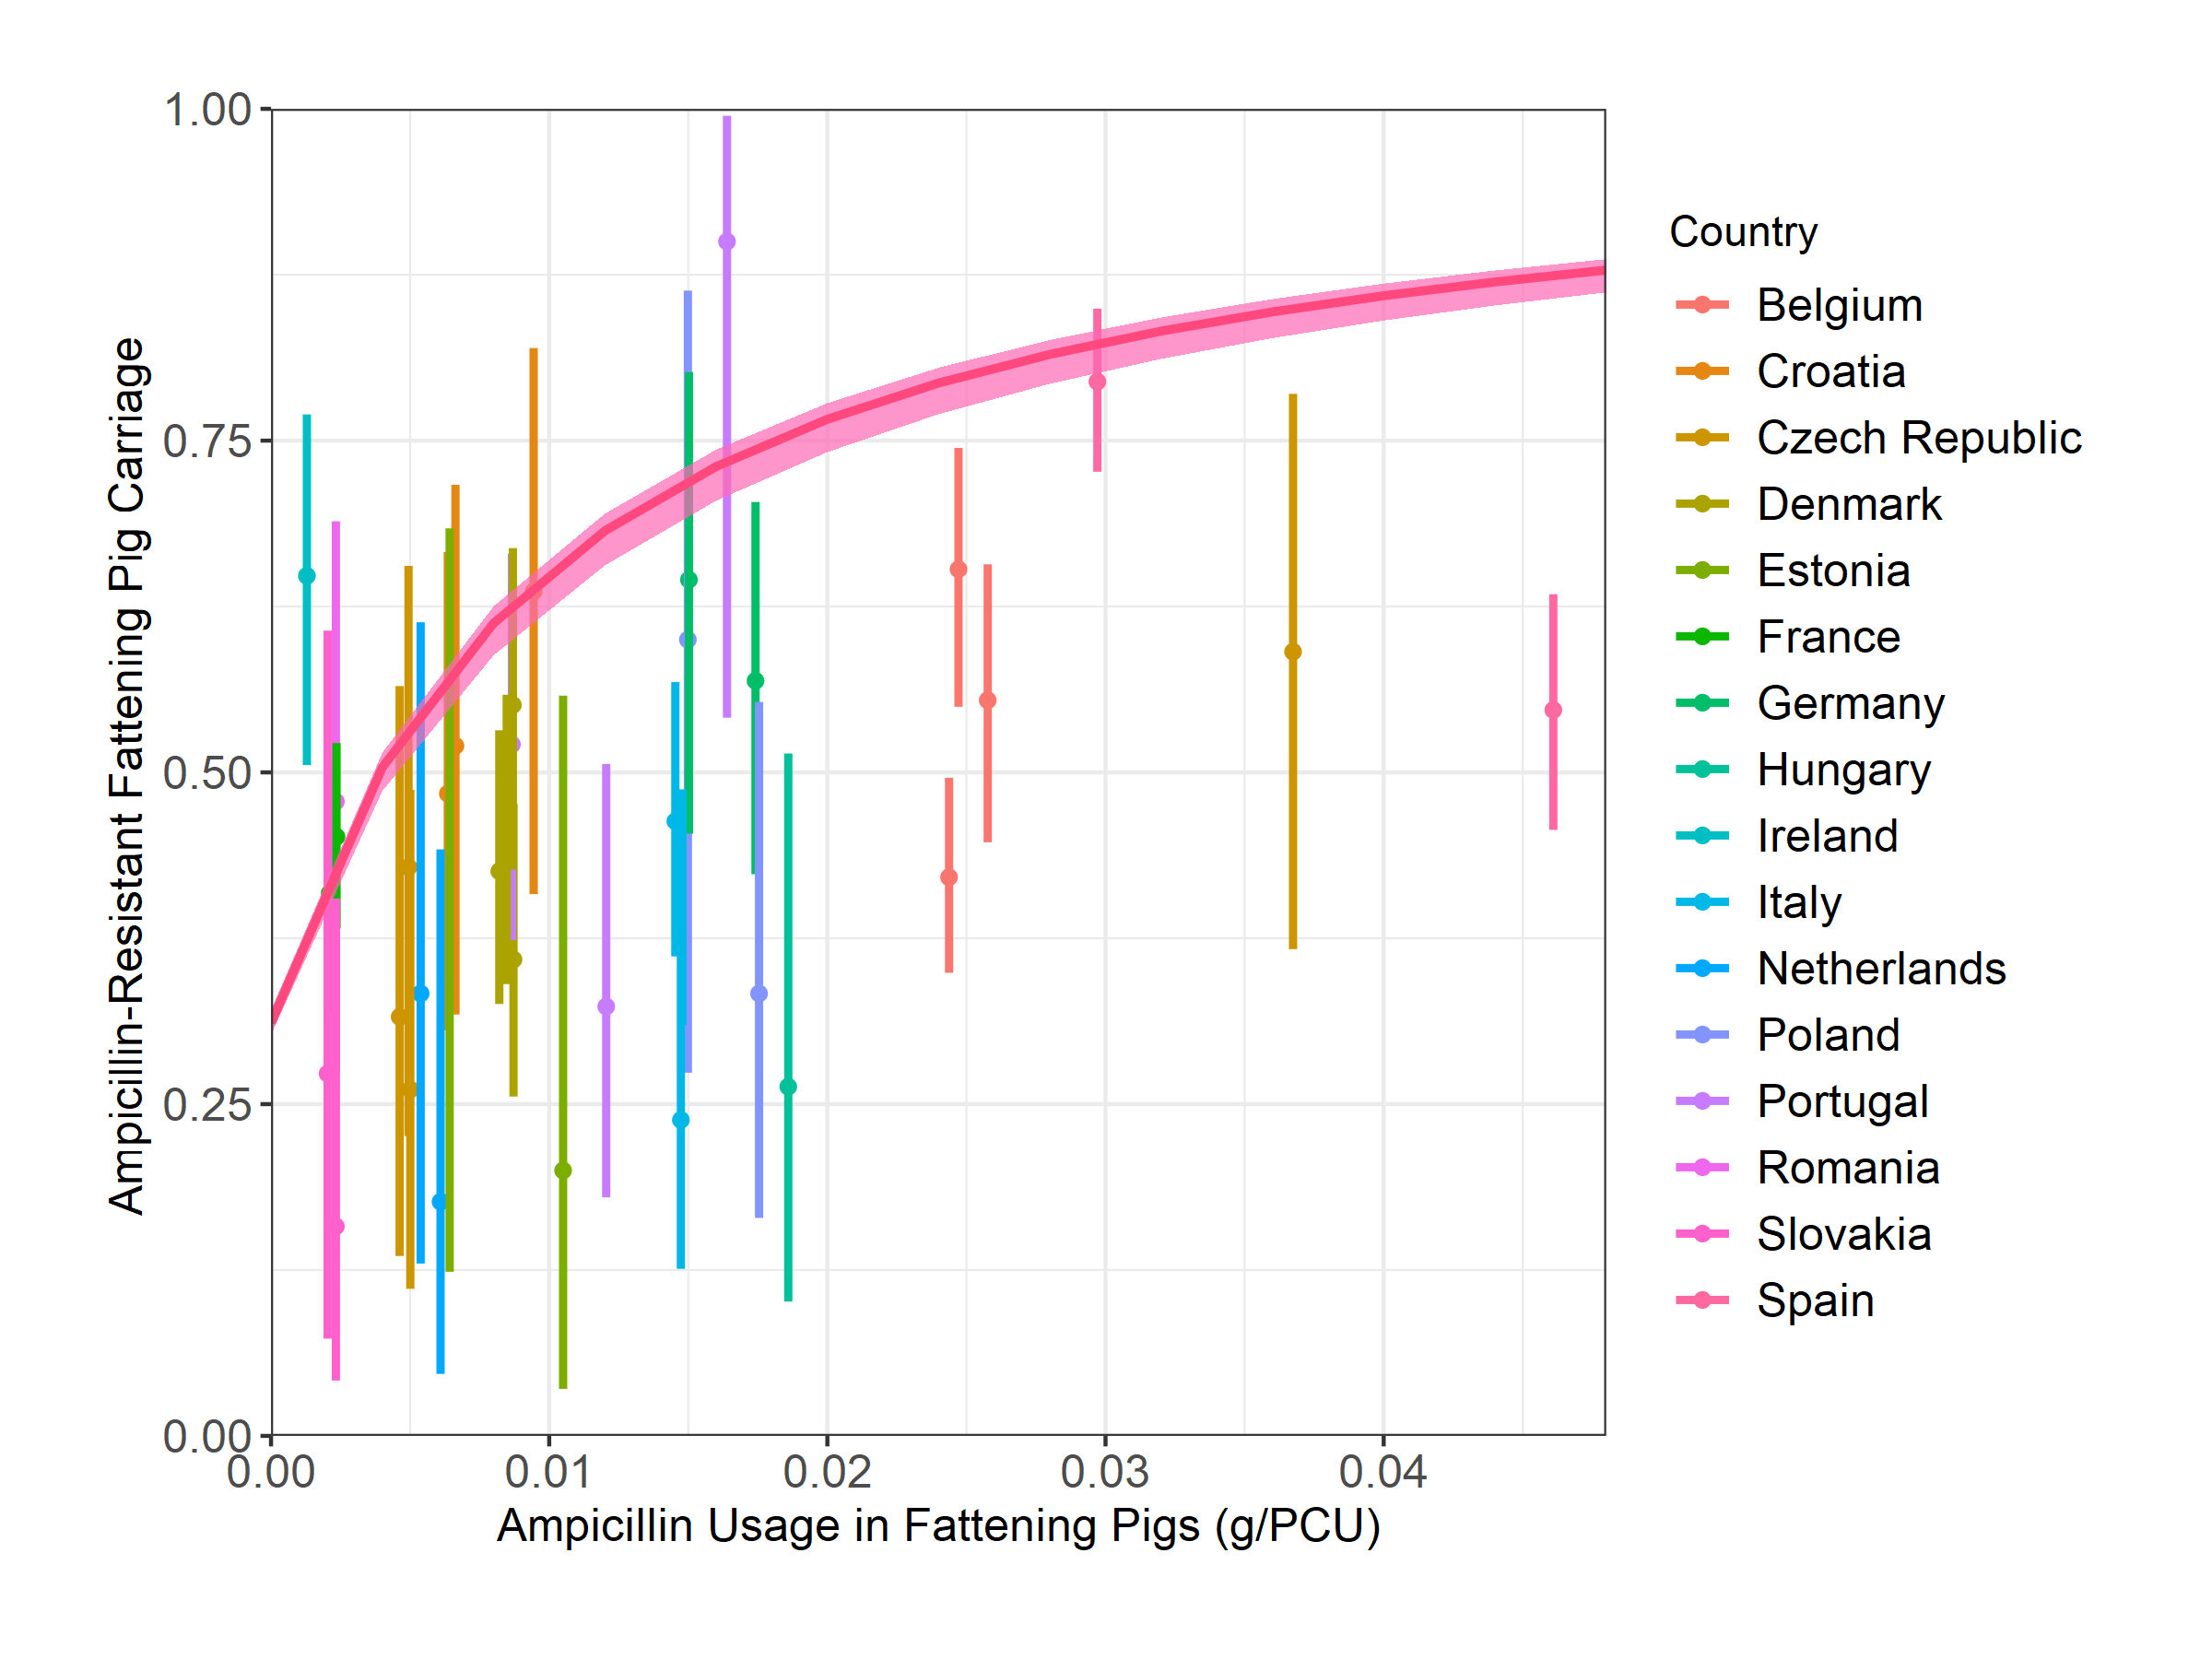 1.00
0.75
0.50
0.25
0.00
Ampicillin-Resistant Fattening Pig Carriage
0.00 0.01 0.02 0.03 0.04
Ampicillin Usage in Fattening Pigs (g/PCU)
Country
Belgium
Croatia
Czech Republic
Denmark
Estonia
France
Germany
Hungary
Ireland
Italy
Netherlands
Poland
Portugal
Romania
Slovakia
Spain